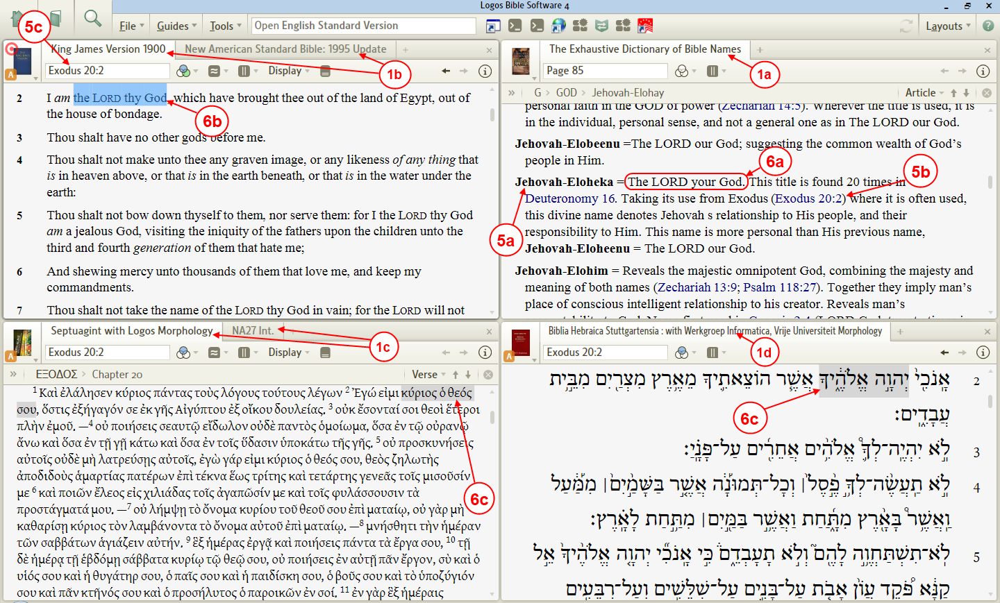 Logos Bible Software 4
File
Guides
Tools
Open English Standard Version
Layouts
5c
King James Version 1900
New American Standard Bible: 1995 Update
1b
A
Exodus 20:2
Display
2 I am the LORD thy God, which have brought thee out of the land of Egypt, out of
the house of bondage.
6b
3 Thou shalt have no other gods before me.
4 Thou shalt not make unto thee any graven image, or any likeness of any thing that
is in heaven above, or that is in the earth beneath, or that is in the water under the
earth:
5 Thou shalt not bow down thyself to them, nor serve them: for I the LORD thy God
am a jealous God, visiting the iniquity of the fathers upon the children unto the
third and fourth generation of them that hate me;
6 And shewing mercy unto thousands of them that love me, and keep my
commandments.
7 Thou shalt not take the name of the LORD thy God in vain; for the LORD will not
The Exhaustive Dictionary of Bible Names
1a
Page 85
» G > GOD > Jehovah-Elohay
Article
personal faith in the GOD of power (Zechariah 14:5). Wherever the title is used, it is
in the individual, personal sense, and not a general one as in The LORD our God.
Jehovah-Elobeenu =The LORD our God; suggesting the common wealth of God's
people in Him.
6a
5b
Jehovah-Eloheka = The LORD your God. This title is found 20 times in
Deuteronomy 16. Taking its use from Exodus (Exodus 20:2) where it is often used,
this divine name denotes Jehovah s relationship to His people, and their
responsibility to Him. This name is more personal than His previous name,
5a
Jehovah-Eloheenu = The LORD our God.
Jehovah-Elohim = Reveals the majestic omnipotent God, combining the majesty and
meaning of both names (Zechariah 13:9; Psalm 118:27). Together they imply man's
place of conscious intelligent relationship to his creator. Reveals man's
Septuagint with Logos Morphology
NA27 Int.
1c
A
Exodus 20:2
Display
» ΕΞΟΔΟΣ > Chapter 20
Verse
1 Καὶ ἐλάλησεν κύριος πάντας τοὺς λόγους τούτους λέγων 2 Ἐγώ εἰμι κύριος ὁ θεός
σου, ὅστις ἐξήγαγόν σε ἐκ γῆς Αἰγύπτου ἐξ οἴκου δουλείας. 3 οὐκ ἔσονταί σοι θεοὶ ἕτεροι
πλὴν ἐμοῦ. —4 οὐ ποιήσεις σεαυτῷ εἴδωλον οὐδὲ παντὸς ὁμοίωμα, ὅσα ἐν τῷ οὐρανῷ
ἄνω καὶ ὅσα ἐν τῇ γῇ κάτω καὶ ὅσα ἐν τοῖς ὕδασιν ὑποκάτω τῆς γῆς. 5 οὐ προσκυνήσεις
αὐτοῖς οὐδὲ μὴ λατρεύσῃς αὐτοῖς, ἐγὼ γάρ εἰμι κύριος ὁ θεός σου, θεὸς ζηλωτὴς
ἀποδιδοὺς ἁμαρτίας πατέρων ἐπὶ τέκνα ἕως τρίτης καὶ τετάρτης γενεᾶς τοῖς μισοῦσίν
με 6 καὶ ποιῶν ἔλεος εἰς χιλιάδας τοῖς ἀγαπῶσίν με καὶ τοῖς φυλάσσουσιν τὰ
προστάγματά μου. —7 οὐ λήμψῃ τὸ ὄνομα κυρίου τοῦ θεοῦ σου ἐπὶ ματαίῳ, οὐ γὰρ μὴ
6c
καθαρίσῃ κύριος τὸν λαμβάνοντα τὸ ὄνομα αὐτοῦ ἐπὶ ματαίῳ. —8 μνήσθητι τὴν ἡμέραν
τῶν σαββάτων ἁγιάζειν αὐτήν. 9 ἓξ ἡμέρας ἐργᾷ καὶ ποιήσεις πάντα τὰ ἔργα σου, 10 τῇ
δὲ ἡμέρᾳ τῇ ἑβδόμῃ σάββατα κυρίῳ τῷ θεῷ σου, οὐ ποιήσεις ἐν αὐτῇ πᾶν ἔργον, σὺ καὶ ὁ
υἱός σου καὶ ἡ θυγάτηρ σου, ὁ παῖς σου καὶ ἡ παιδίσκη σου, ὁ βοῦς σου καὶ τὸ ὑποζύγιόν
σου καὶ πᾶν κτῆνός σου καὶ ὁ προσήλυτος ὁ παροικῶν ἐν σοί. 11 ἐν γὰρ ἓξ ἡμέραις
Biblia Hebraica Stuttgartensia : with Werkgroep Informatica, Vrije Universiteit Morphology
A
Exodus 20:2
1d
2 אָֽנֹכִי֙ יְהוָ֣ה אֱלֹהֶ֔יךָ אֲשֶׁ֧ר הוֹצֵאתִ֛יךָ מֵאֶ֥רֶץ מִצְרַ֖יִם מִבֵּ֣ית
עֲבָדִ֑ים׃
6c
3 לֹֽ֣א יִהְיֶֽה־לְךָ֛֩ אֱלֹהִ֥֨ים אֲחֵרִ֖֜ים עַל־פָּנָֽ֗יַ׃
4 לֹֽ֣א תַֽעֲשֶׂ֨ה־לְךָ֥֣ פֶ֣֙סֶל֙׀ וְכָל־תְּמוּנָ֔֡ה אֲשֶׁ֤֣ר בַּשָּׁמַ֣֙יִם֙׀ מִמַּ֔֡עַל
וַֽאֲשֶׁ֥ר֩ בָּאָ֖֨רֶץ מִתַָּ֑֜חַת וַאֲשֶׁ֥ר בַּמַּ֖יִם׀ מִתַּ֥חַת לָאָֽ֗רֶץ׃
5 לֹֽא־תִשְׁתַּחֲוֶ֥֣ה לָהֶ֖ם֮ וְלֹ֣א תָעָבְדֵ֑ם֒ כִּ֣י אָֽנֹכִ֞י יְהוָ֤ה אֱלֹהֶ֙יךָ֙ אֵ֣ל
קַנָּ֔א פֹּ֠קֵד עֲוֺ֨ן אָבֹ֧ת עַל־בָּנִ֛ים עַל־שִׁלֵּשִׁ֥ים וְעַל־רִבֵּעִ֖ים